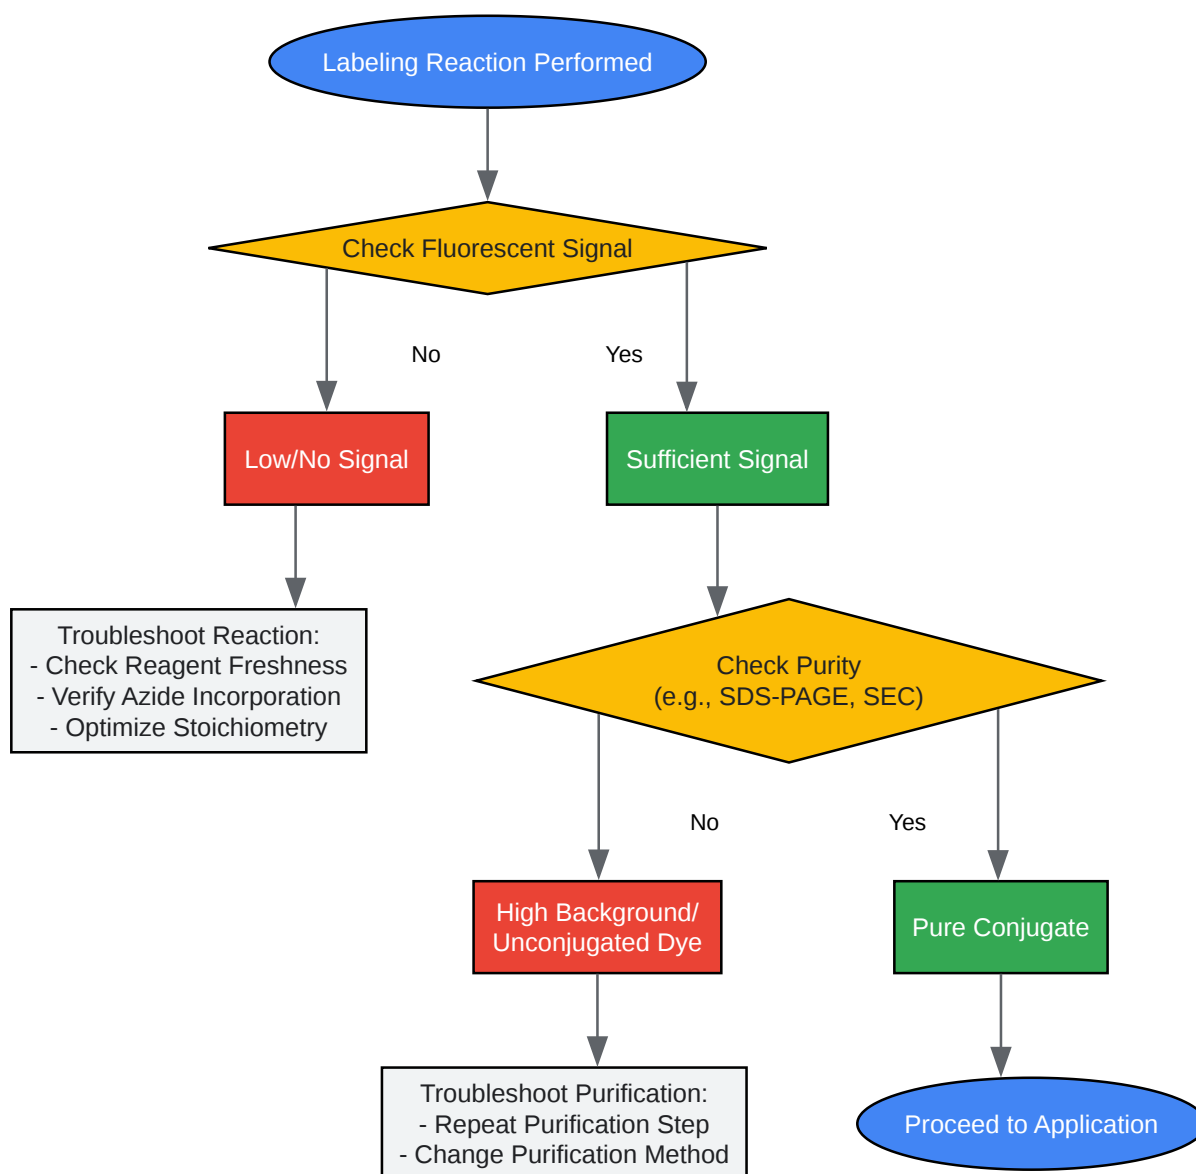 Labeling Reaction Performed
Check Fluorescent Signal
No
Yes
Low/No Signal
Sufficient Signal
Troubleshoot Reaction:
- Check Reagent Freshness
- Verify Azide Incorporation
- Optimize Stoichiometry
Check Purity
(e.g., SDS-PAGE, SEC)
No
Yes
High Background/
Unconjugated Dye
Pure Conjugate
Troubleshoot Purification:
- Repeat Purification Step
- Change Purification Method
Proceed to Application